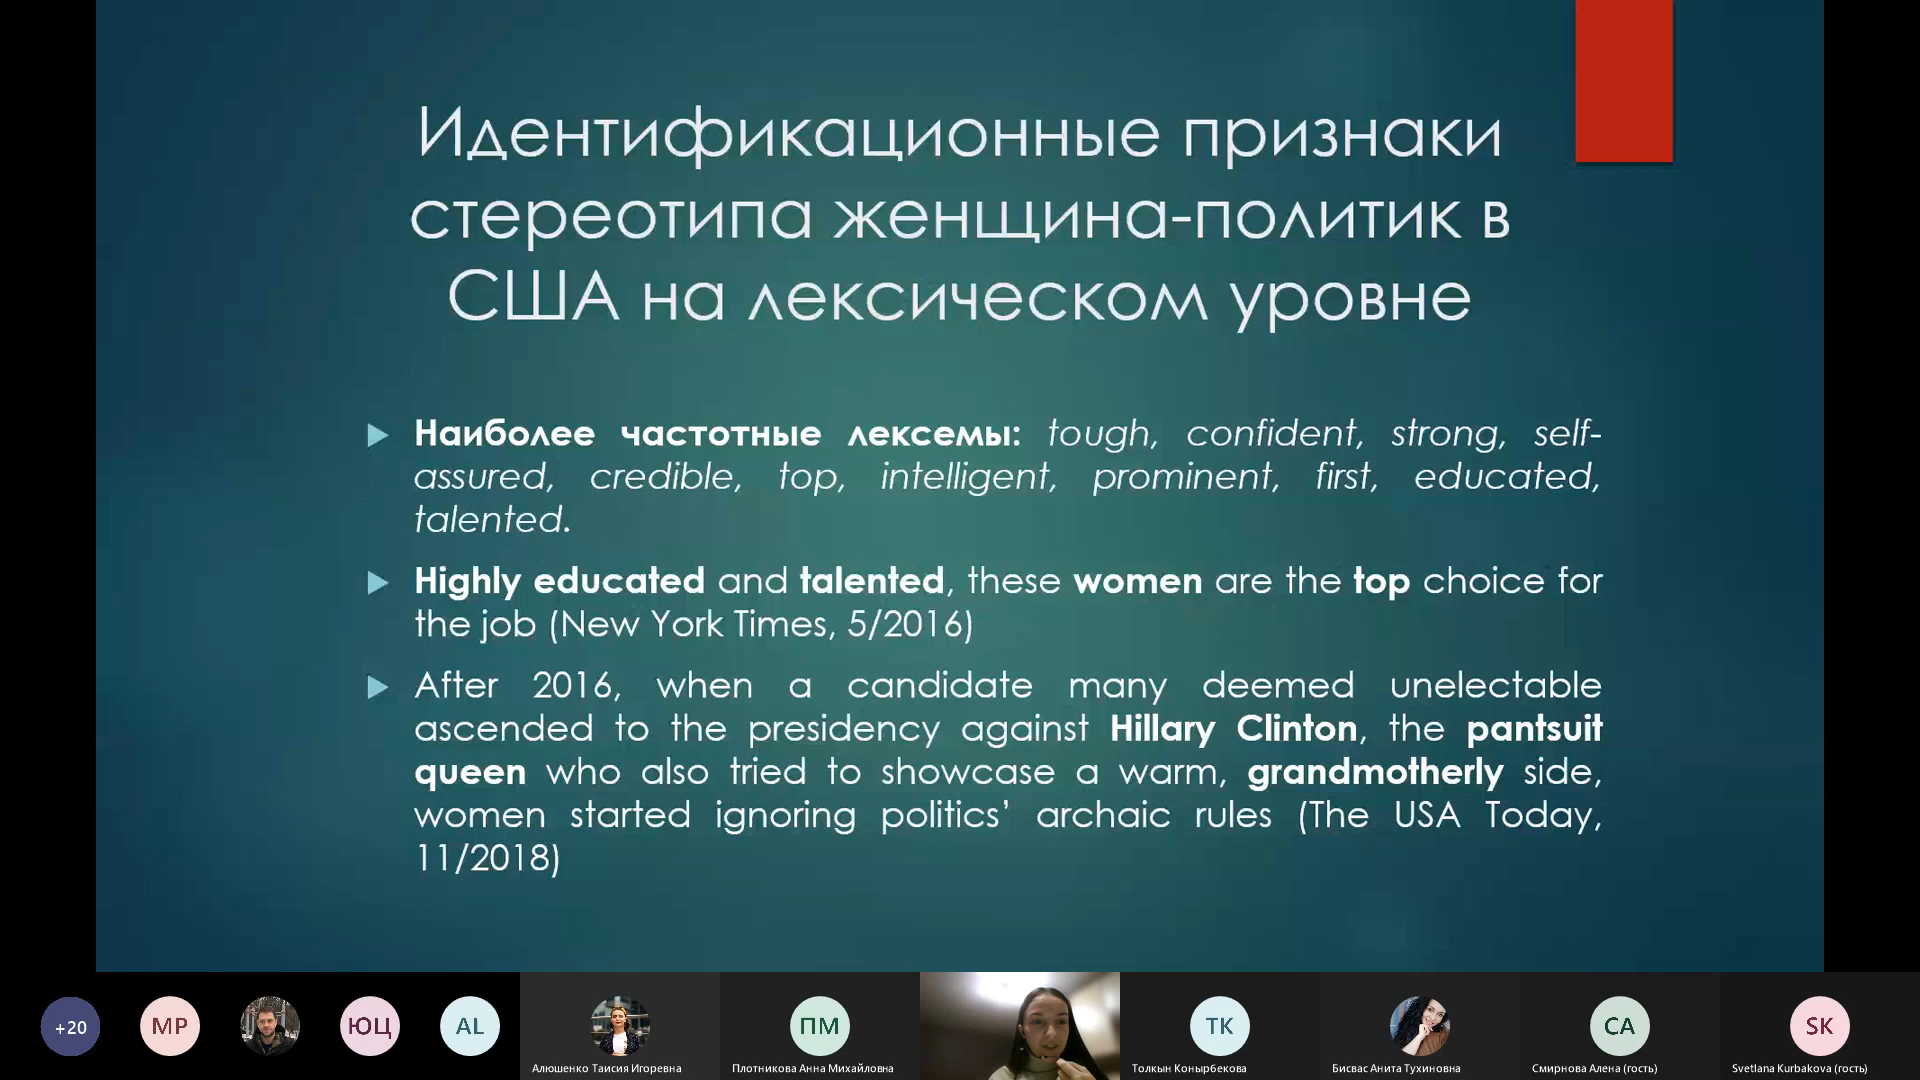 Идентификационные признаки
стереотипа женщина-политик в
США на лексическом уровне
Наиболее частотные лексемы: tough, confident, strong, self-
assured, credible, top, intelligent, prominent, first, educated,
talented.
Highly educated and talented, these women are the top choice for
the job (New York Times, 5/2016)
After 2016, when a candidate many deemed unelectable
ascended to the presidency against Hillary Clinton, the pantsuit
queen who also tried to showcase a warm, grandmotherly side,
women started ignoring politics’ archaic rules (The USA Today,
11/2018)
+20
МР
ЮЦ
AL
ПМ
ТК
СА
SK
Алюшенко Таисия Игоревна
Плотникова Анна Михайловна
Толкын Конырбекова
Бисвас Анита Тухиновна
Смирнова Алена (гость)
Svetlana Kurbakova (гость)